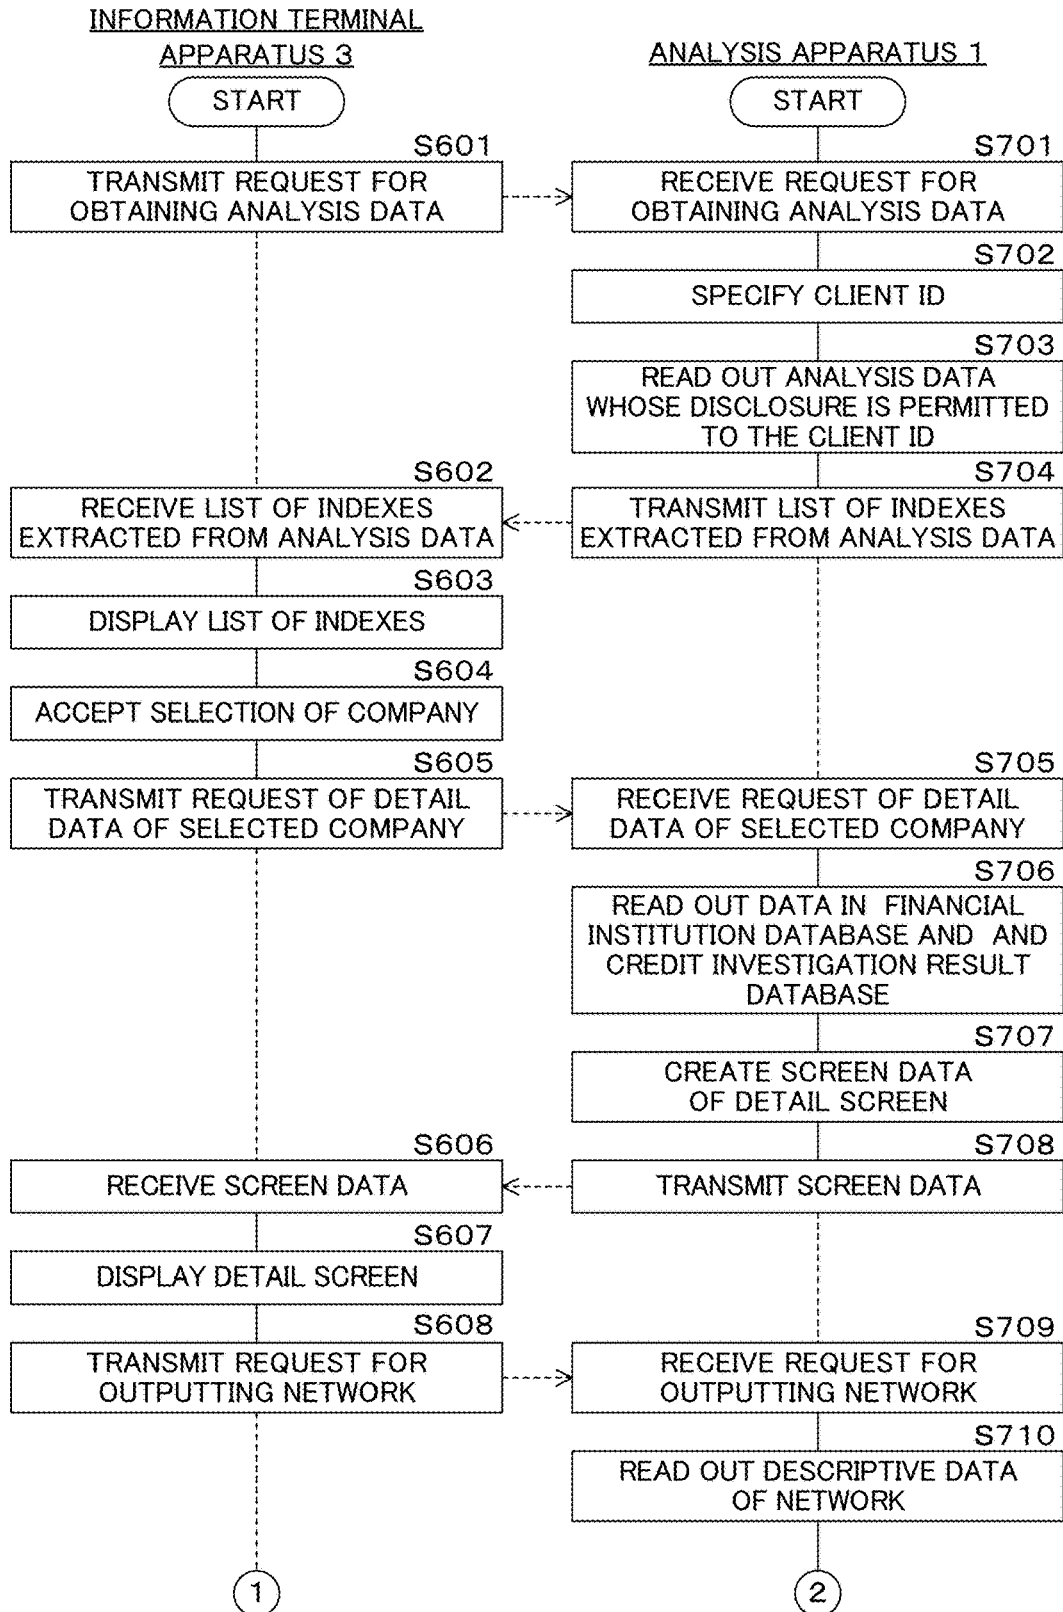 INFORMATION TERMINAL
APPARATUS 3
ANALYSIS APPARATUS 1
START
START
S601
TRANSMIT REQUEST FOR
OBTAINING ANALYSIS DATA
S701
RECEIVE REQUEST FOR
OBTAINING ANALYSIS DATA
S702
SPECIFY CLIENT ID
S703
READ OUT ANALYSIS DATA
WHOSE DISCLOSURE IS PERMITTED
TO THE CLIENT ID
S602
RECEIVE LIST OF INDEXES
EXTRACTED FROM ANALYSIS DATA
S704
TRANSMIT LIST OF INDEXES
EXTRACTED FROM ANALYSIS DATA
S603
DISPLAY LIST OF INDEXES
S604
ACCEPT SELECTION OF COMPANY
S605
TRANSMIT REQUEST OF DETAIL
DATA OF SELECTED COMPANY
S705
RECEIVE REQUEST OF DETAIL
DATA OF SELECTED COMPANY
S706
READ OUT DATA IN FINANCIAL
INSTITUTION DATABASE AND AND
CREDIT INVESTIGATION RESULT
DATABASE
S707
CREATE SCREEN DATA
OF DETAIL SCREEN
S606
RECEIVE SCREEN DATA
S708
TRANSMIT SCREEN DATA
S607
DISPLAY DETAIL SCREEN
S608
TRANSMIT REQUEST FOR
OUTPUTTING NETWORK
S709
RECEIVE REQUEST FOR
OUTPUTTING NETWORK
S710
READ OUT DESCRIPTIVE DATA
OF NETWORK
1
2